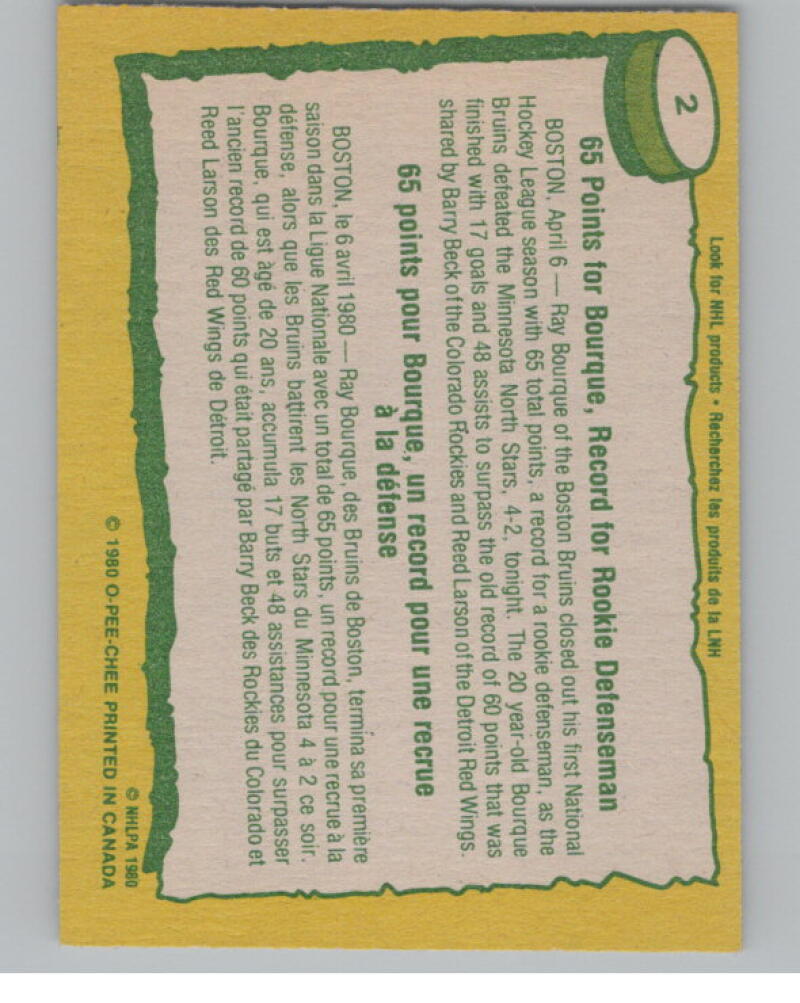 2
Look for NHL products • Recherchez les produits de la LNH
65 Points for Bourque, Record for Rookie Defenseman
BOSTON, April 6 — Ray Bourque of the Boston Bruins closed out his first National
Hockey League season with 65 total points, a record for a rookie defenseman, as the
Bruins defeated the Minnesota North Stars, 4-2, tonight. The 20 year-old Bourque
finished with 17 goals and 48 assists to surpass the old record of 60 points that was
shared by Barry Beck of the Colorado Rockies and Reed Larson of the Detroit Red Wings.
65 points pour Bourque, un record pour une recrue
à la défense
BOSTON, le 6 avril 1980 — Ray Bourque, des Bruins de Boston, termina sa première
saison dans la Ligue Nationale avec un total de 65 points, un record pour une recrue à la
défense, alors que les Bruins battirent les North Stars du Minnesota 4 à 2 ce soir.
Bourque, qui est âgé de 20 ans, accumula 17 buts et 48 assistances pour surpasser
l'ancien record de 60 points qui était partagé par Barry Beck des Rockies du Colorado et
Reed Larson des Red Wings de Détroit.
© NHLPA 1980
© 1980 O-PEE-CHEE PRINTED IN CANADA